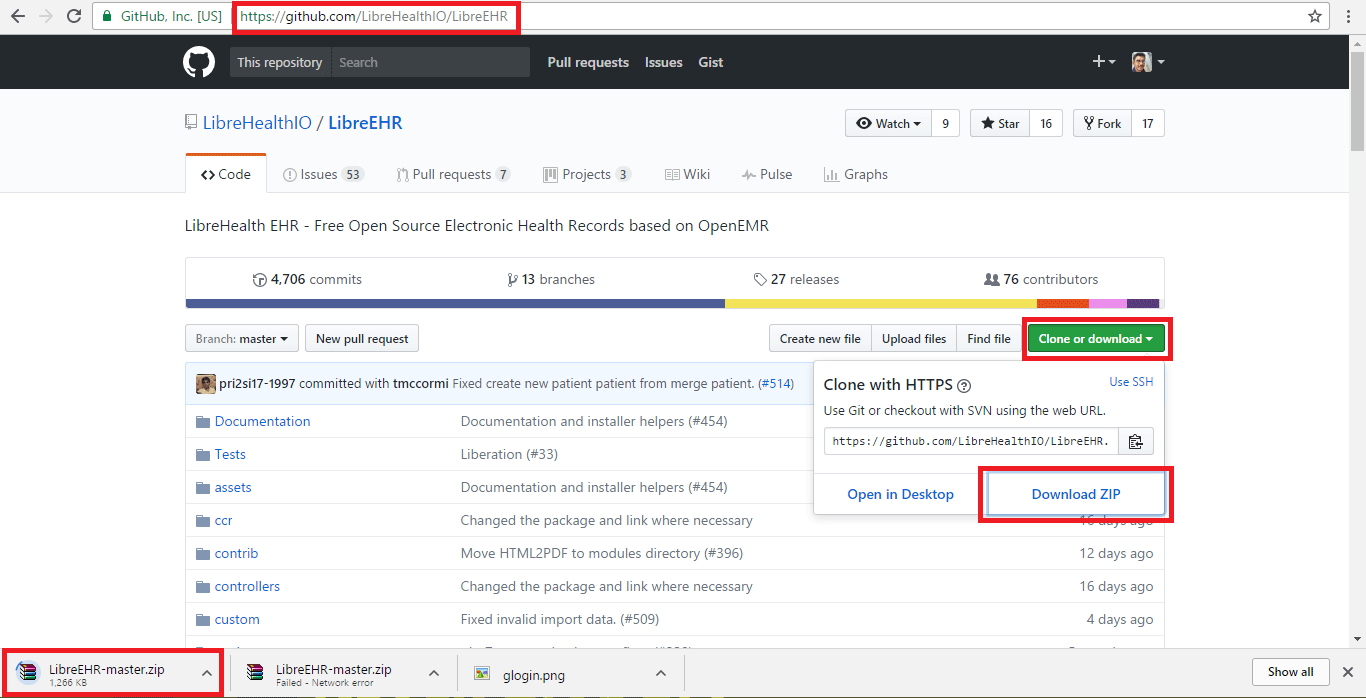 GitHub, Inc. [US] https://github.com/LibreHealthIO/LibreEHR
This repository Search Pull requests Issues Gist
LibreHealthIO / LibreEHR Watch 9 Star 16 Fork 17
Code Issues 53 Pull requests 7 Projects 3 Wiki Pulse Graphs
LibreHealth EHR - Free Open Source Electronic Health Records based on OpenEMR
4,706 commits 13 branches 27 releases 76 contributors
Branch: master New pull request Create new file Upload files Find file Clone or download
pri2si17-1997 committed with tmccormi Fixed create new patient patient from merge patient. (#514)
Clone with HTTPS ? Use SSH
Use Git or checkout with SVN using the web URL.
https://github.com/LibreHealthIO/LibreEHR.
Open in Desktop Download ZIP
Documentation Documentation and installer helpers (#454)
Tests Liberation (#33)
assets Documentation and installer helpers (#454)
ccr Changed the package and link where necessary 16 days ago
contrib Move HTML2PDF to modules directory (#396) 12 days ago
controllers Changed the package and link where necessary 16 days ago
custom Fixed invalid import data. (#509) 4 days ago
LibreEHR-master.zip
1,266 KB
LibreEHR-master.zip
Failed - Network error
glogin.png
Show all